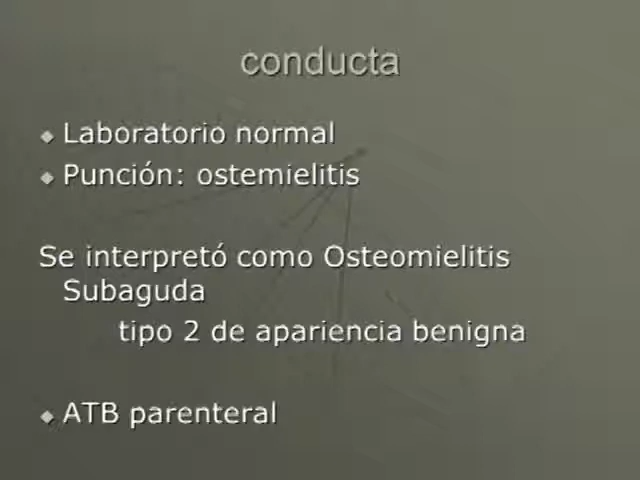 conducta
Laboratorio normal
Punción: ostemielitis
Se interpretó como Osteomielitis
Subaguda
tipo 2 de apariencia benigna
ATB parenteral